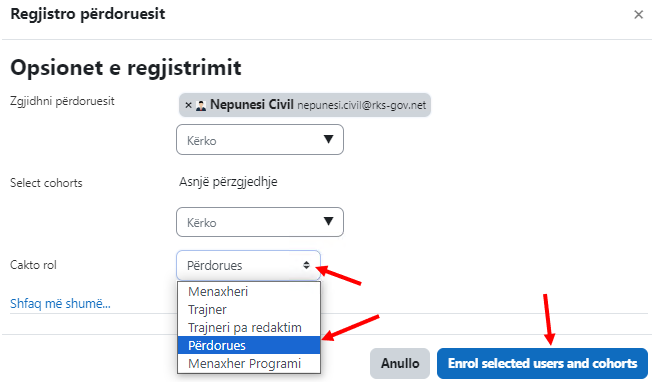 Regjistro përdoruesit
Opsionet e regjistrimit
Zgjidhni përdoruesit
× Nepunesi Civil nepunesi.civil@rks-gov.net
Kërko
Select cohorts
Asnjë përzgjedhje
Kërko
Cakto rol
Përdorues
Shfaq më shumë...
Menaxheri
Trajner
Trajneri pa redaktim
Përdorues
Menaxher Programi
Anullo
Enrol selected users and cohorts